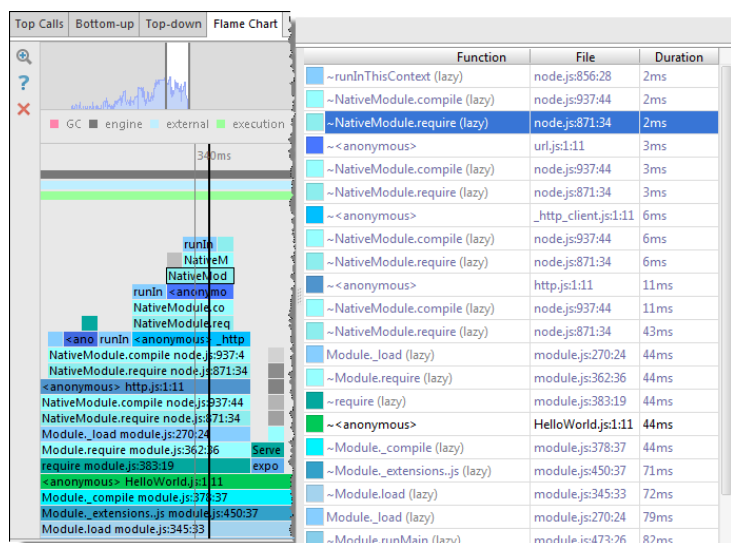 Top Calls Bottom-up Top-down Flame Chart
GC engine external execution
340ms
runIn
NativeM
NativeMod
runIn <anonymo
NativeModule.co
NativeModule.req
<ano runIn <anonymous> _http
NativeModule.compile node.js:937:4
NativeModule.require node.js:871:34
<anonymous> http.js:1:11
NativeModule.compile node.js:937:44
NativeModule.require node.js:871:34
Module._load module.js:270:24
Module.require module.js:362:36 Serve
require module.js:383:19 expo
<anonymous> HelloWorld.js:1:11
Module._compile module.js:378:37
Module._extensions..js module.js:450:37
Module.load module.js:345:33
Function File Duration
~runInThisContext (lazy) node.js:856:28 2ms
~NativeModule.compile (lazy) node.js:937:44 2ms
~NativeModule.require (lazy) node.js:871:34 2ms
~<anonymous> url.js:1:11 3ms
~NativeModule.compile (lazy) node.js:937:44 3ms
~NativeModule.require (lazy) node.js:871:34 3ms
~<anonymous> _http_client.js:1:11 6ms
~NativeModule.compile (lazy) node.js:937:44 6ms
~NativeModule.require (lazy) node.js:871:34 6ms
~<anonymous> http.js:1:11 11ms
~NativeModule.compile (lazy) node.js:937:44 11ms
~NativeModule.require (lazy) node.js:871:34 43ms
Module._load (lazy) module.js:270:24 44ms
~Module.require (lazy) module.js:362:36 44ms
~require (lazy) module.js:383:19 44ms
~<anonymous> HelloWorld.js:1:11 44ms
~Module._compile (lazy) module.js:378:37 44ms
~Module._extensions..js (lazy) module.js:450:37 71ms
~Module.load (lazy) module.js:345:33 72ms
Module._load (lazy) module.js:270:24 79ms
~Module.runMain (lazy) module.js:473:26 82ms